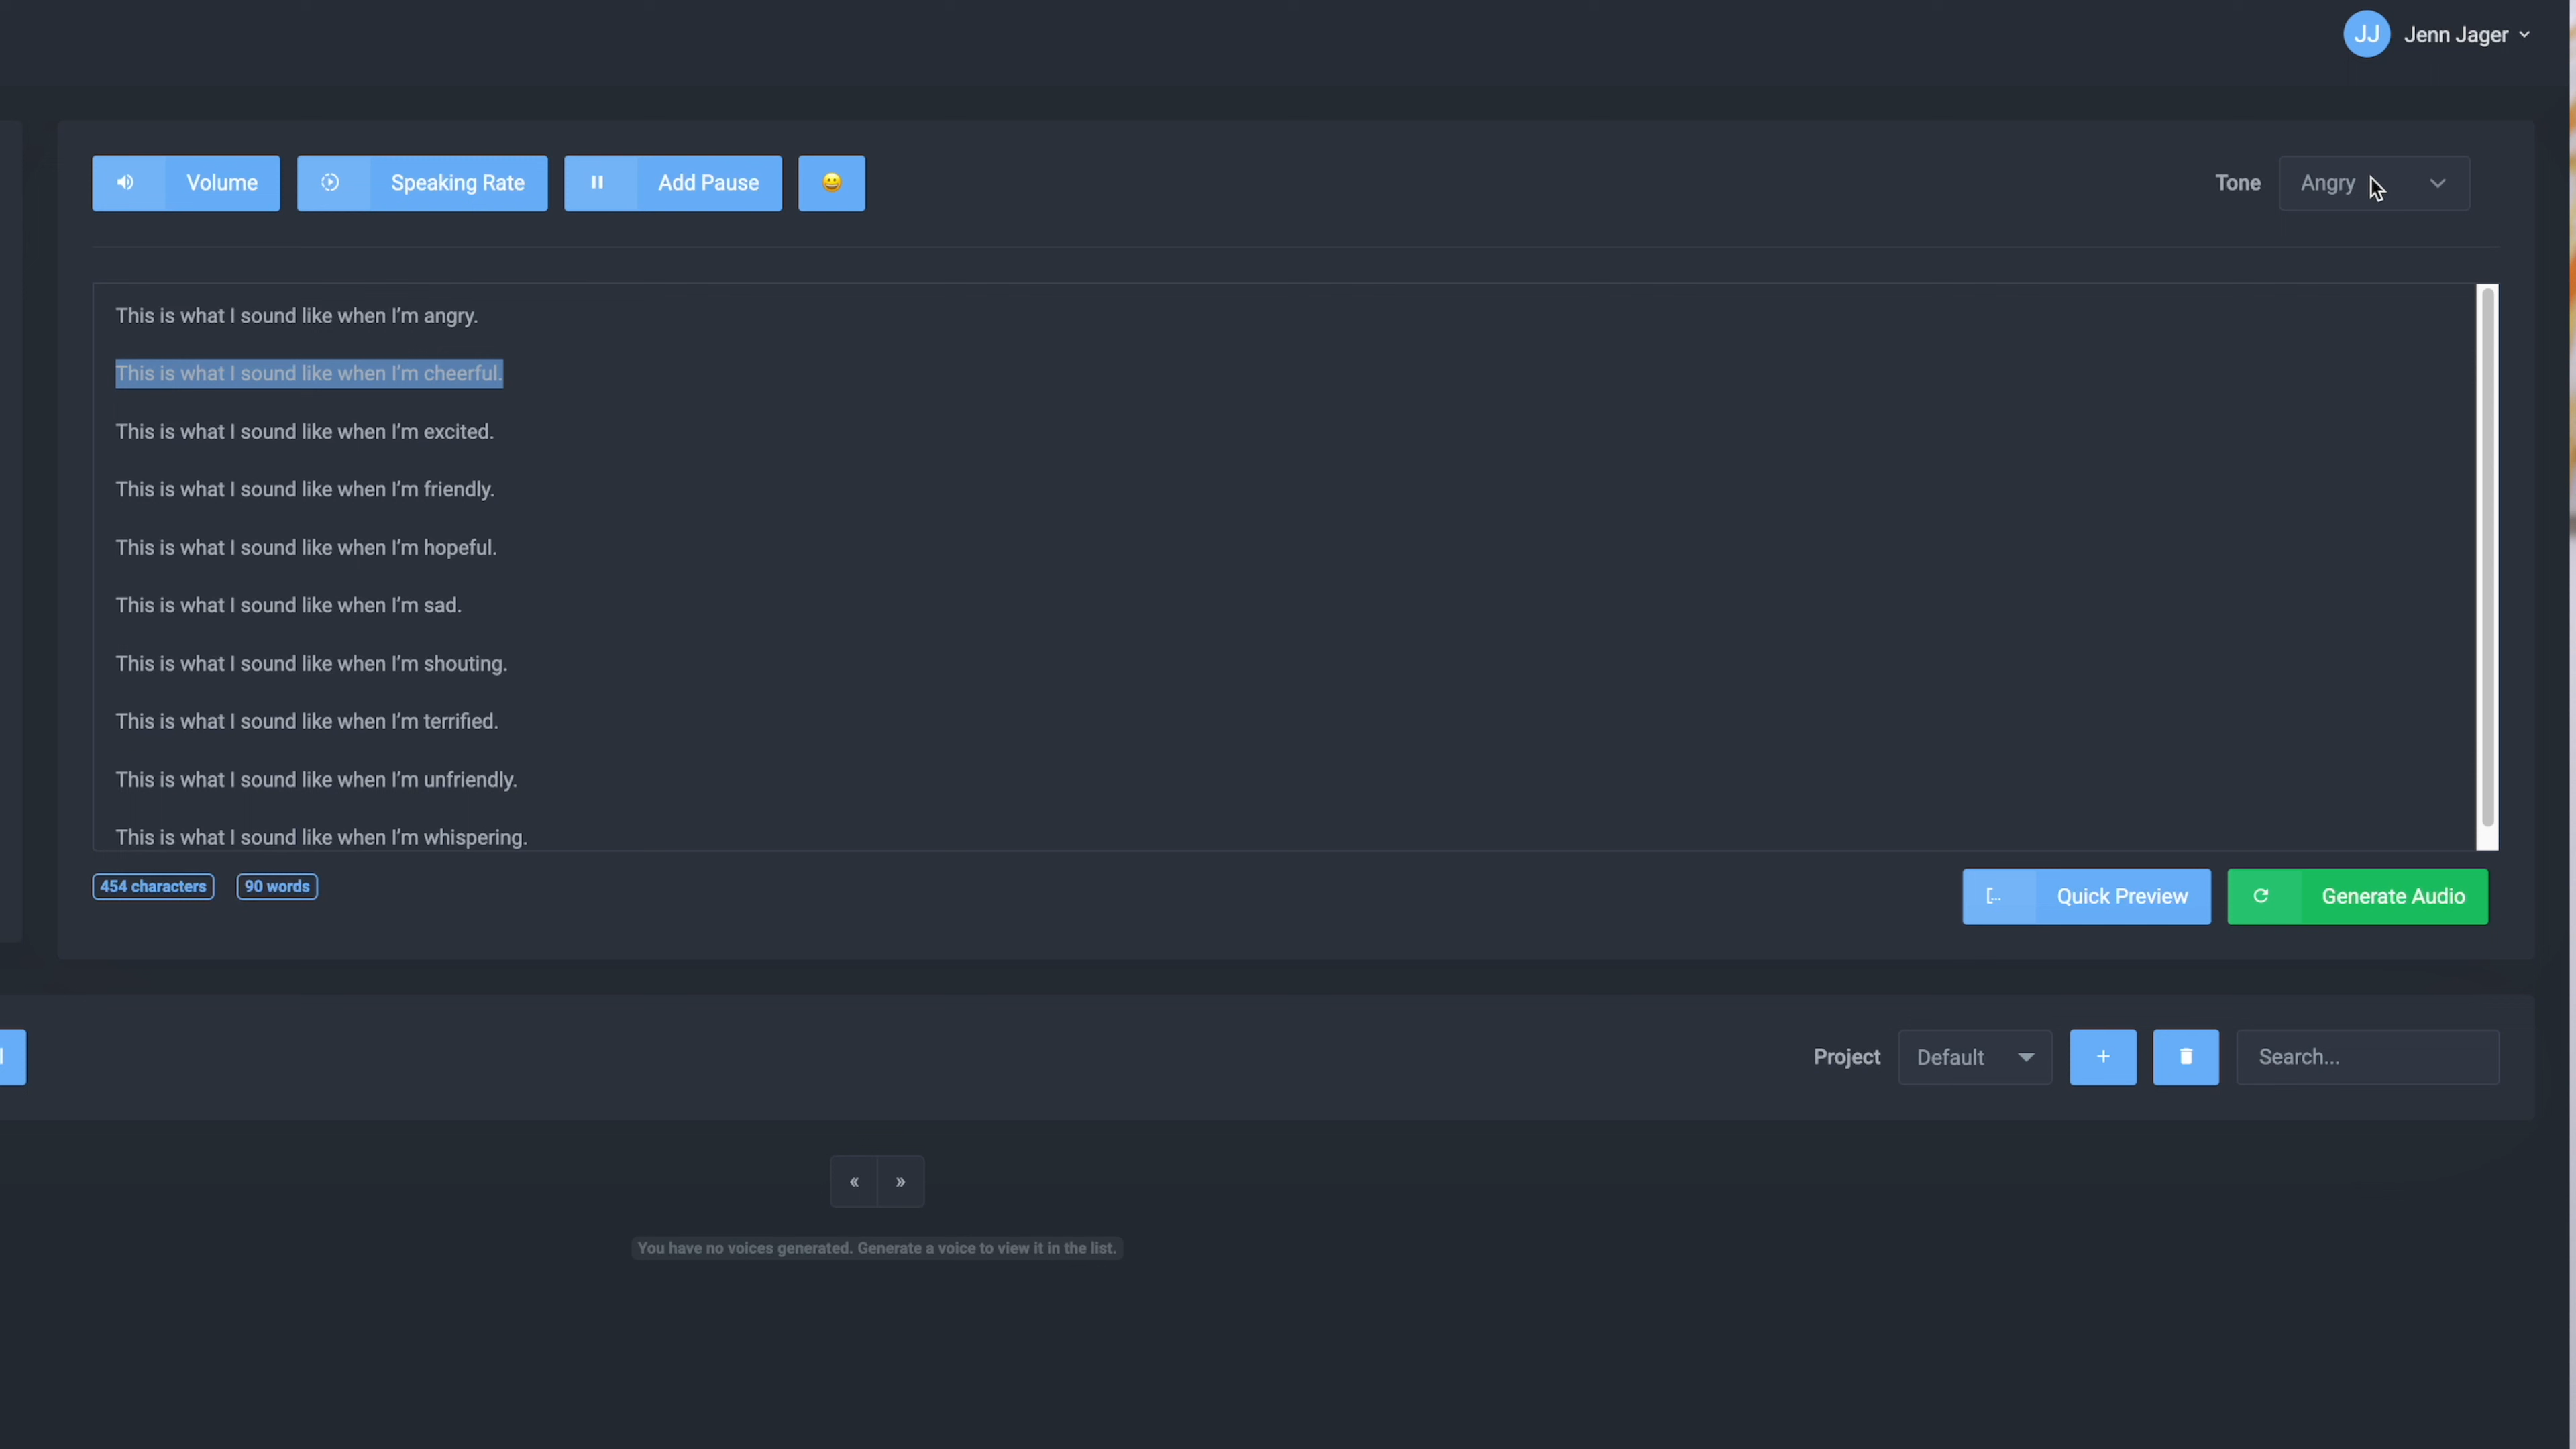 JJ Jenn Jager
Volume Speaking Rate Add Pause Tone Angry
This is what I sound like when I'm angry.
This is what I sound like when I'm cheerful.
This is what I sound like when I'm excited.
This is what I sound like when I'm friendly.
This is what I sound like when I'm hopeful.
This is what I sound like when I'm sad.
This is what I sound like when I'm shouting.
This is what I sound like when I'm terrified.
This is what I sound like when I'm unfriendly.
This is what I sound like when I'm whispering.
454 characters 90 words Quick Preview Generate Audio
Project Default + Search...
« »
You have no voices generated. Generate a voice to view it in the list.